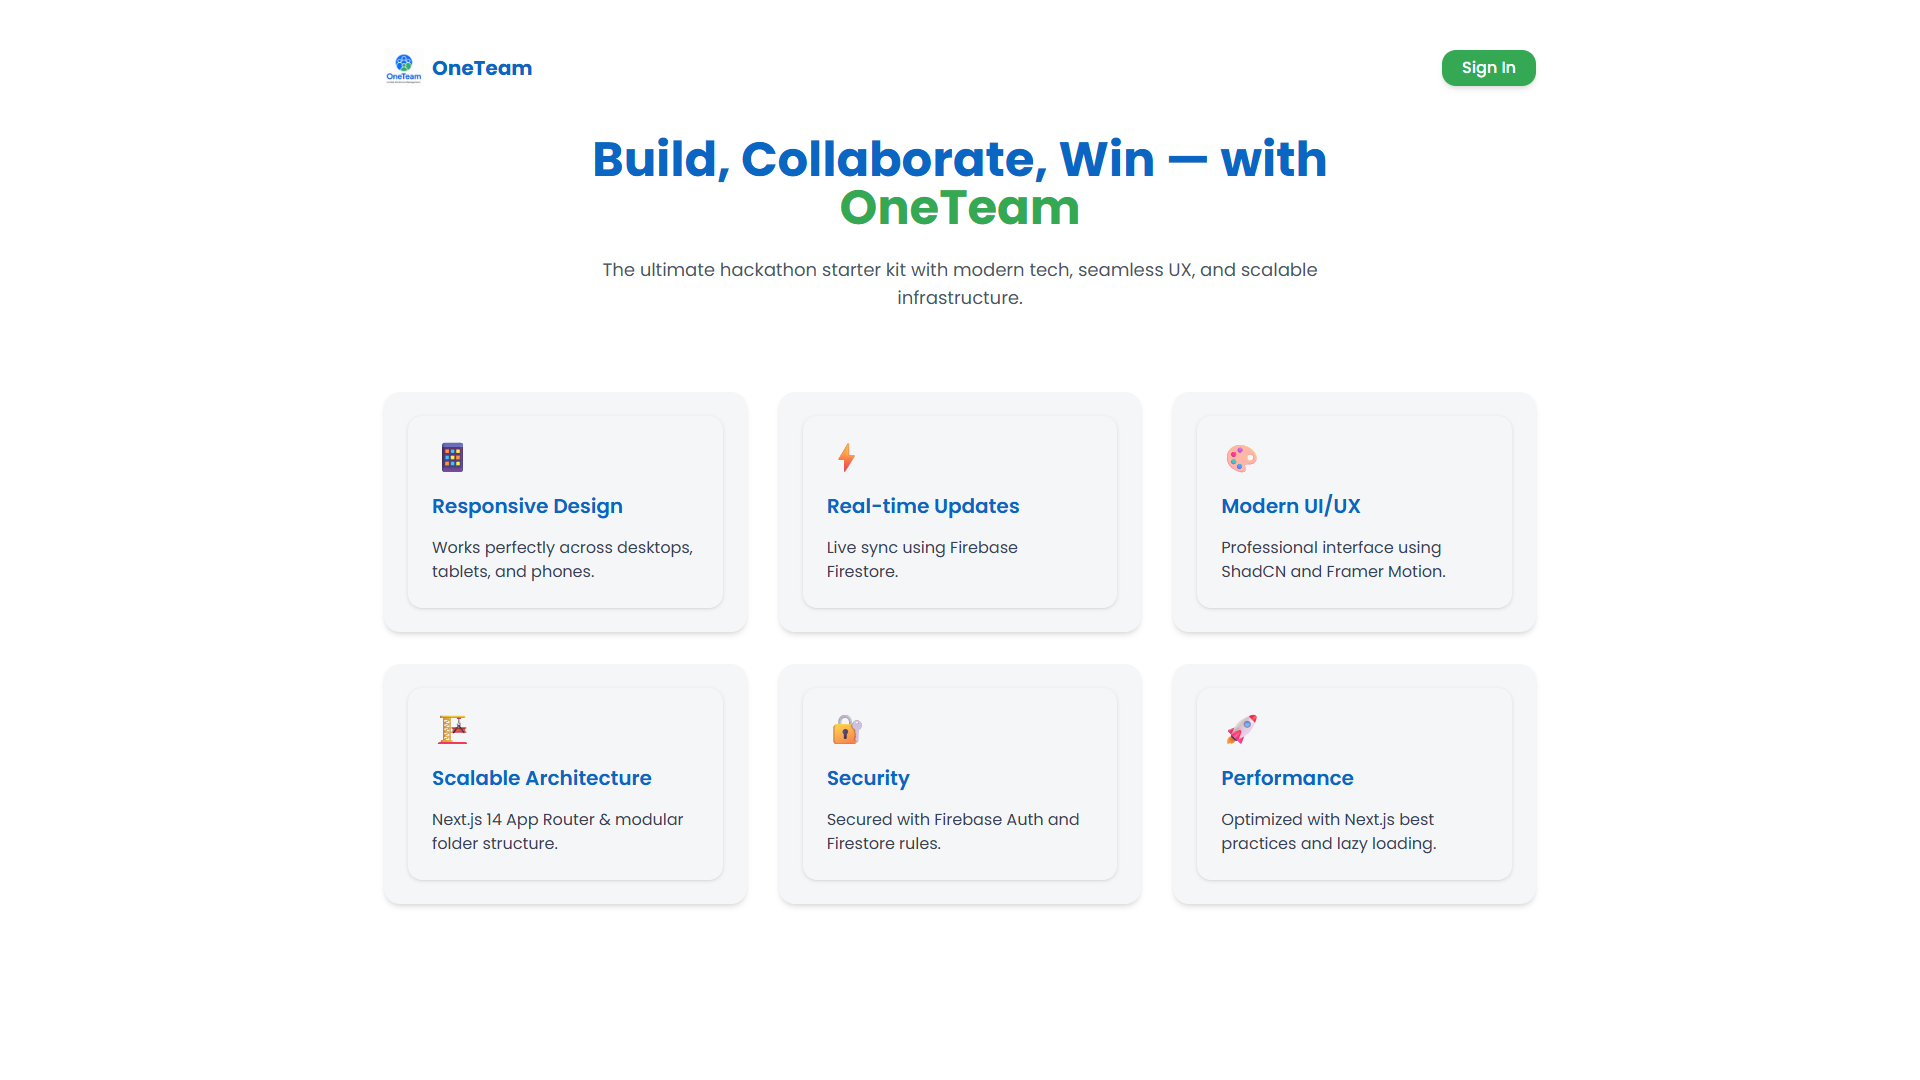 OneTeam
OneTeam
Sign In
Build, Collaborate, Win — with
OneTeam
The ultimate hackathon starter kit with modern tech, seamless UX, and scalable
infrastructure.
Responsive Design
Works perfectly across desktops,
tablets, and phones.
Real-time Updates
Live sync using Firebase
Firestore.
Modern UI/UX
Professional interface using
ShadCN and Framer Motion.
Scalable Architecture
Next.js 14 App Router & modular
folder structure.
Security
Secured with Firebase Auth and
Firestore rules.
Performance
Optimized with Next.js best
practices and lazy loading.